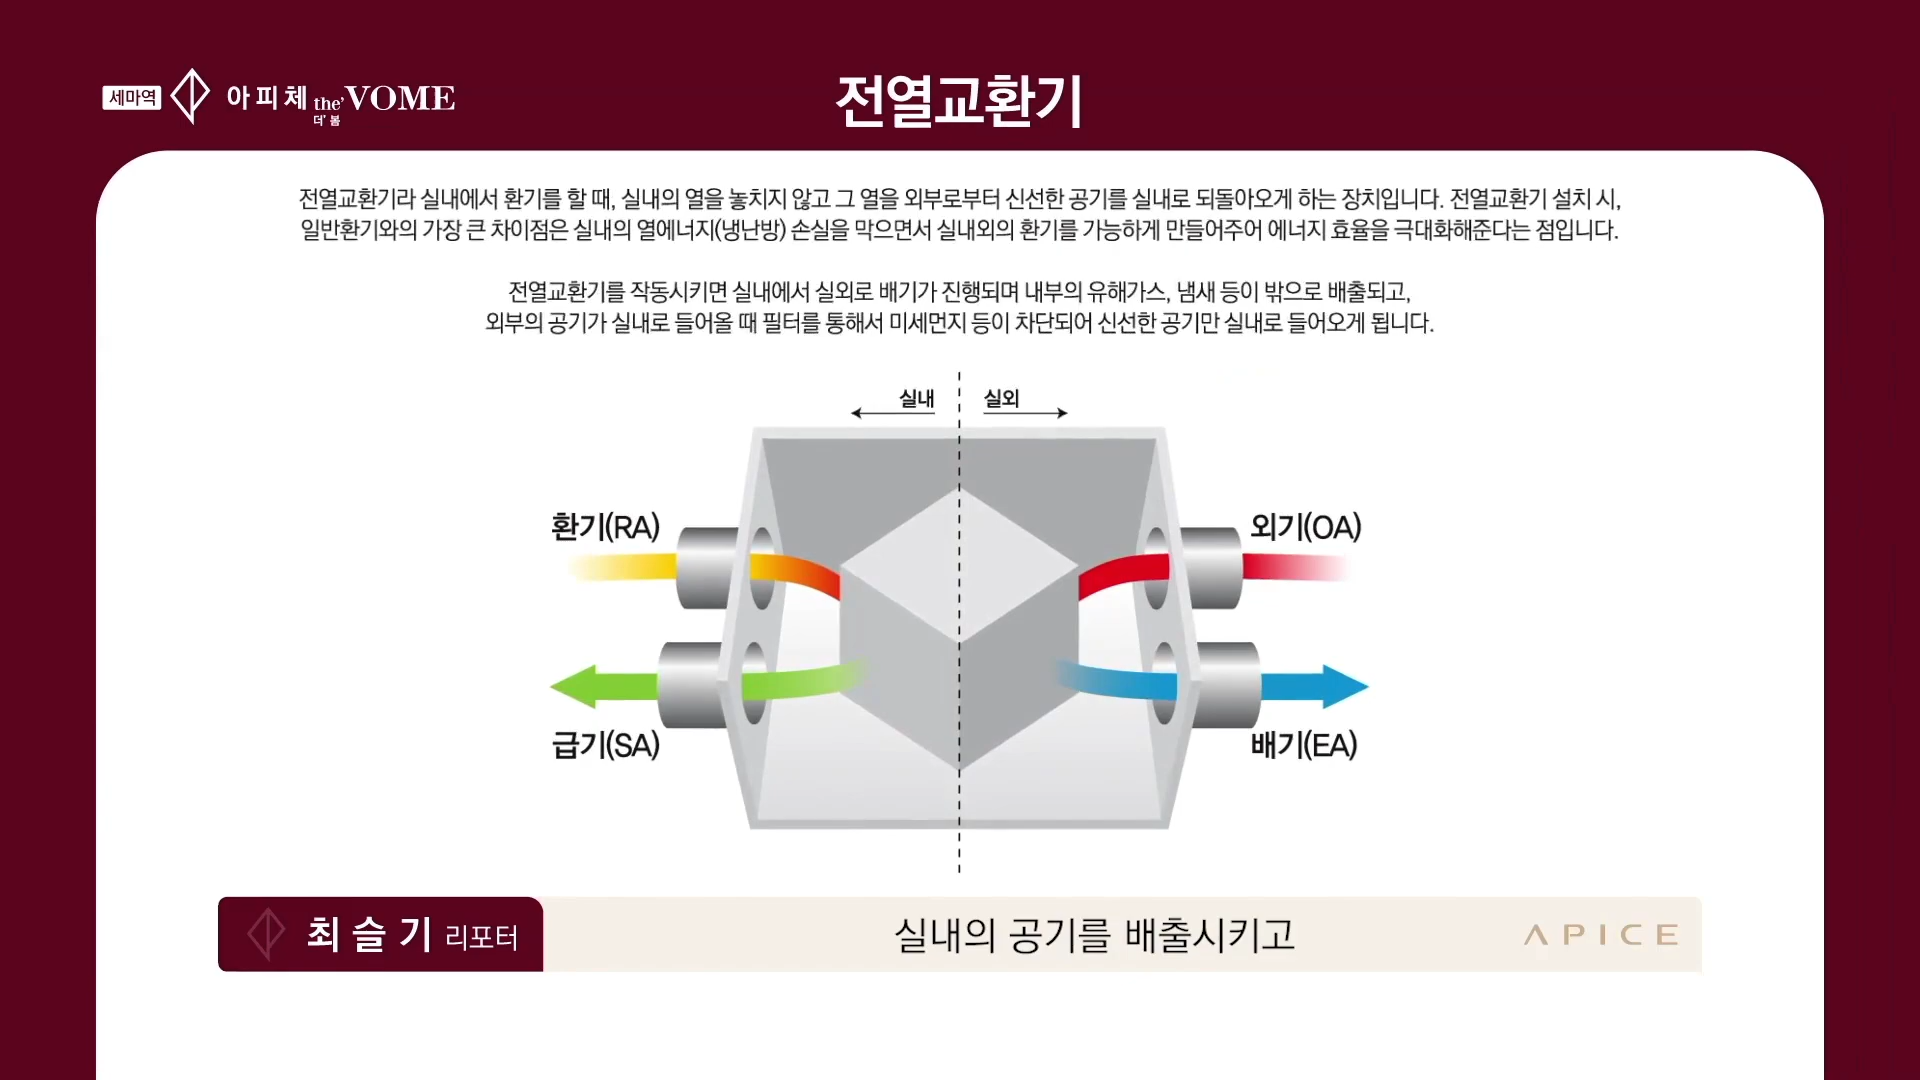 세마역 아피체 the' VOME
더' 봄
전열교환기
전열교환기라 실내에서 환기를 할 때, 실내의 열을 놓치지 않고 그 열을 외부로부터 신선한 공기를 실내로 되돌아오게 하는 장치입니다. 전열교환기 설치 시,
일반환기와의 가장 큰 차이점은 실내의 열에너지(냉난방) 손실을 막으면서 실내외의 환기를 가능하게 만들어주어 에너지 효율을 극대화해준다는 점입니다.
전열교환기를 작동시키면 실내에서 실외로 배기가 진행되며 내부의 유해가스, 냄새 등이 밖으로 배출되고,
외부의 공기가 실내로 들어올 때 필터를 통해서 미세먼지 등이 차단되어 신선한 공기만 실내로 들어오게 됩니다.
실내 실외
환기(RA) 외기(OA)
급기(SA) 배기(EA)
최슬기 리포터 실내의 공기를 배출시키고 APICE